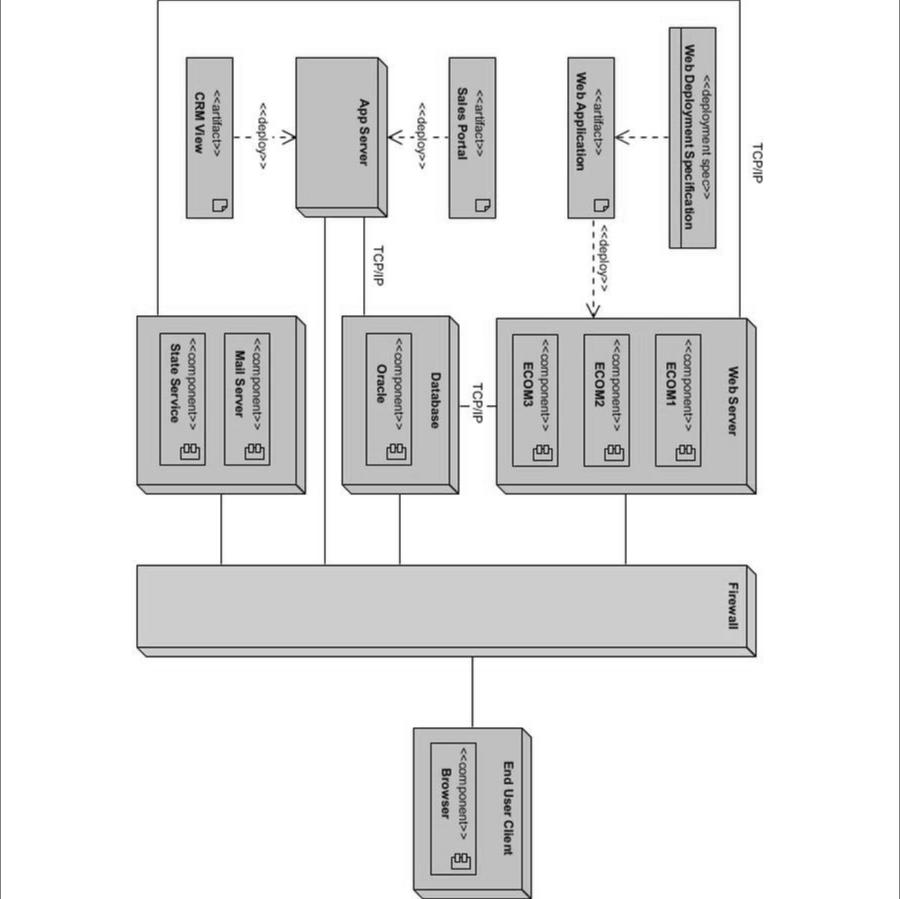 TCP/IP
<<deployment spec>>
Web Deployment Specification
<<artifact>>
Web Application
<<deploy>>
Web Server
<<component>>
ECOM1
<<component>>
ECOM2
<<component>>
ECOM3
<<artifact>>
Sales Portal
<<deploy>>
App Server
<<deploy>>
<<artifact>>
CRM View
TCP/IP
TCP/IP
Database
<<component>>
Oracle
<<component>>
Mail Server
<<component>>
State Service
Firewall
End User Client
<<component>>
Browser